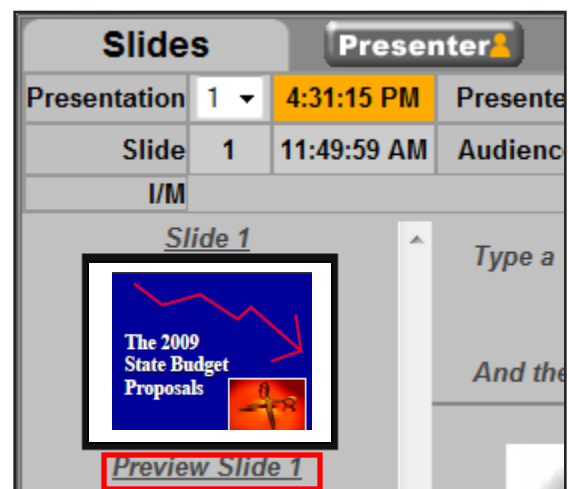 Slides Presenter
Presentation 1 4:31:15 PM Presente
Slide 1 11:49:59 AM Audienc
I/M
Slide 1
Type a
The 2009
State Budget
Proposals
And the
Preview Slide 1